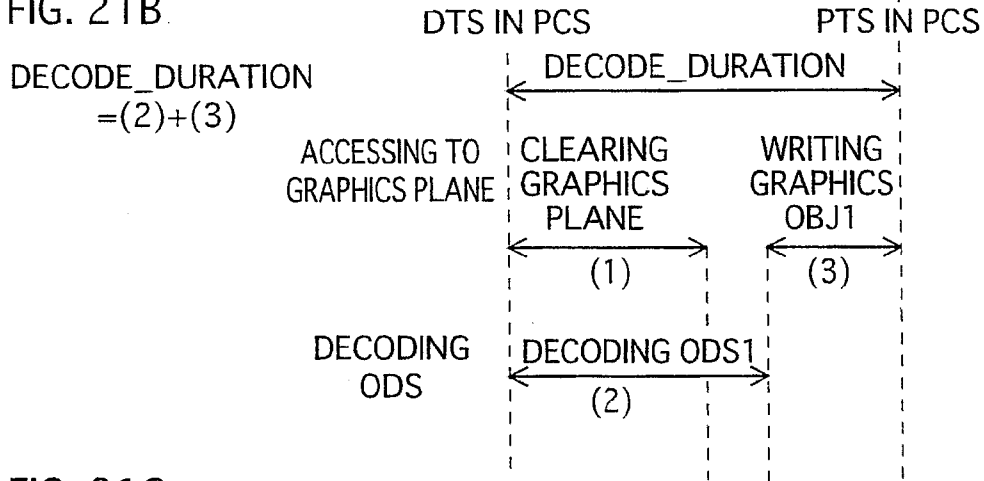 FIG. 21B
DTS IN PCS
PTS IN PCS
DECODE_DURATION
=(2)+(3)
DECODE_DURATION
ACCESSING TO
GRAPHICS PLANE
CLEARING
GRAPHICS
PLANE
(1)
WRITING
GRAPHICS
OBJ1
(3)
DECODING
ODS
DECODING ODS1
(2)